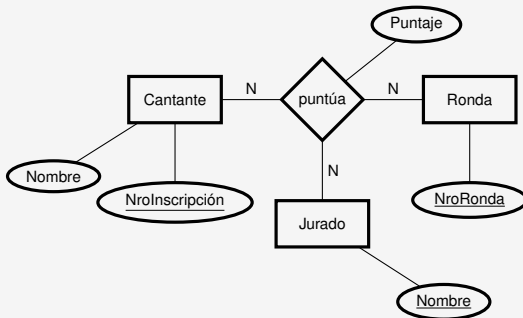 Puntaje
Cantante
N
puntúa
N
Ronda
Nombre
NroInscripción
N
NroRonda
Jurado
Nombre